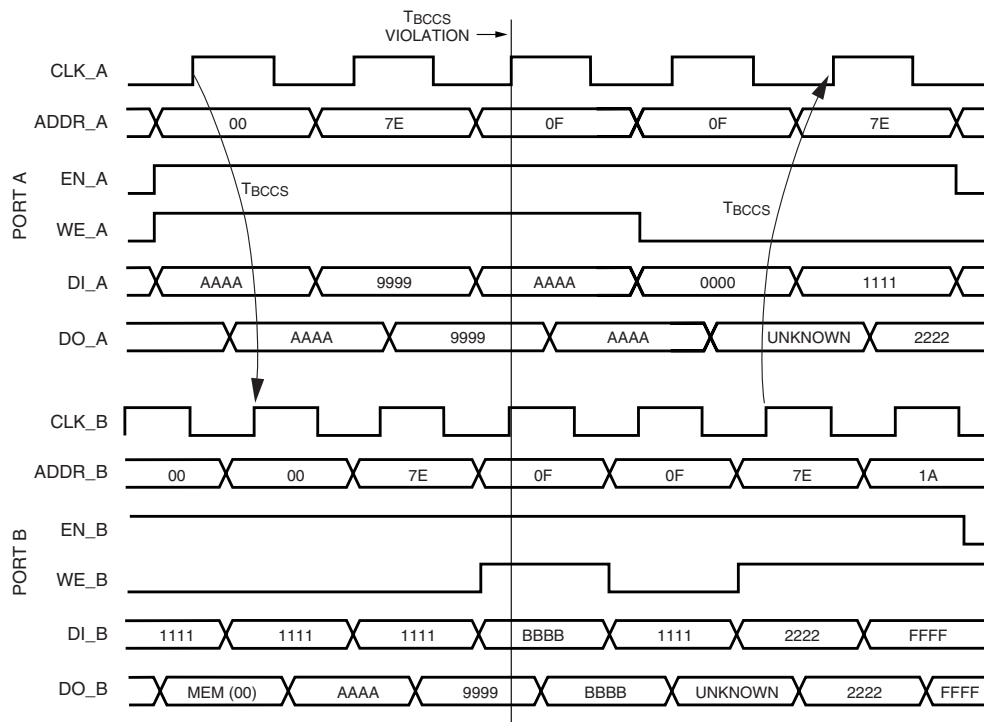 TBCCS
VIOLATION
CLK_A
ADDR_A 00 7E 0F 0F 7E
EN_A
TBCCS
TBCCS
WE_A
PORT A
DI_A AAAA 9999 AAAA 0000 1111
DO_A AAAA 9999 AAAA UNKNOWN 2222
CLK_B
ADDR_B 00 00 7E 0F 0F 7E 1A
EN_B
PORT B
WE_B
DI_B 1111 1111 1111 BBBB 1111 2222 FFFF
DO_B MEM (00) AAAA 9999 BBBB UNKNOWN 2222 FFFF